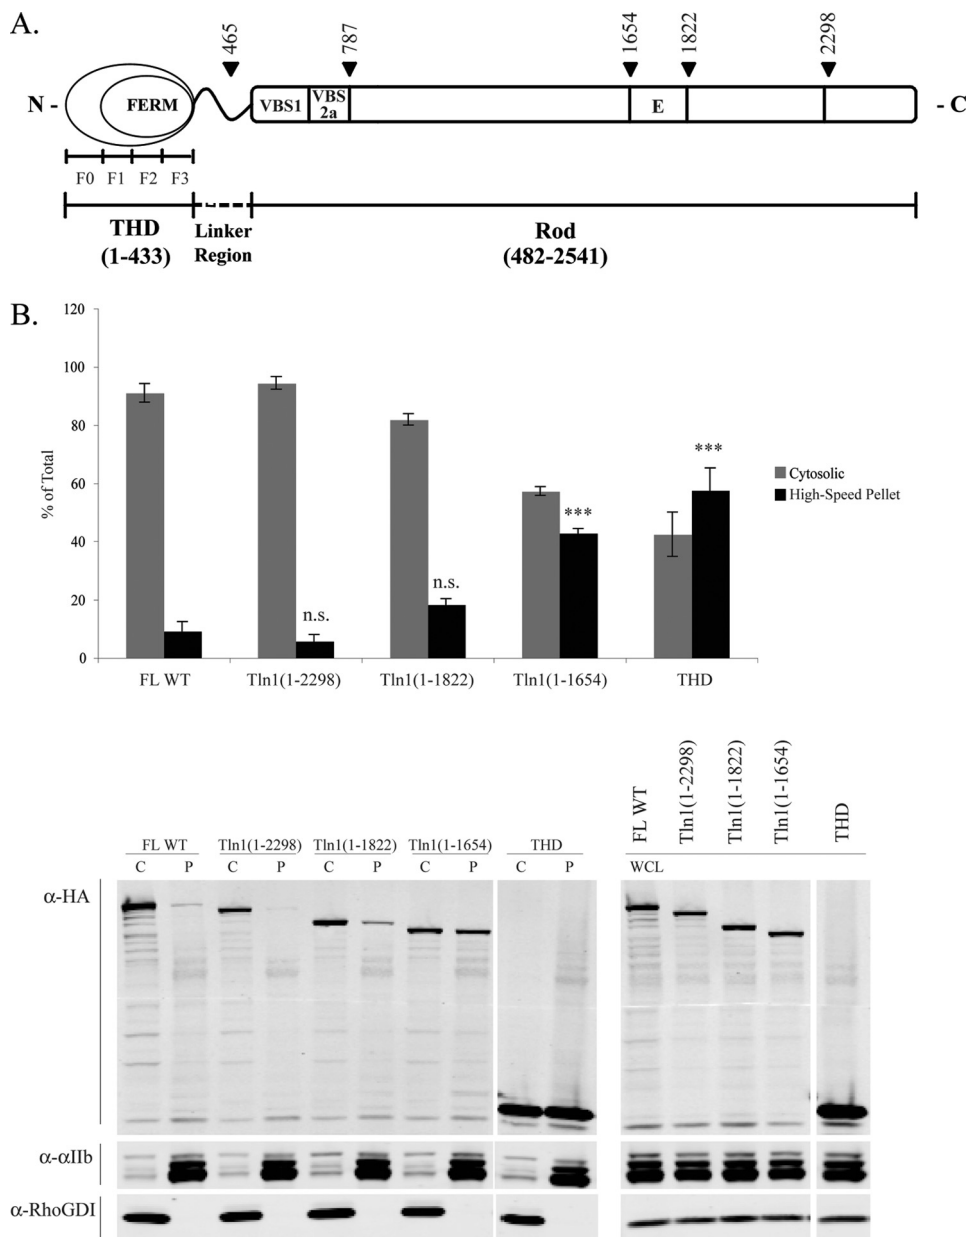 A.
465
787
1654
1822
2298
N -
FERM
VBS1
VBS
2a
E
- C
F0 F1 F2 F3
THD
(1-433)
Linker
Region
Rod
(482-2541)
B.
120
100
80
60
40
20
0
% of Total
n.s.
n.s.
***
***
Cytosolic
High-Speed Pellet
FL WT Tln1(1-2298) Tln1(1-1822) Tln1(1-1654) THD
FL WT Tln1(1-2298) Tln1(1-1822) Tln1(1-1654) THD
C P C P C P C P C P
FL WT
Tln1(1-2298)
Tln1(1-1822)
Tln1(1-1654)
THD
WCL
α-HA
α-αIIb
α-RhoGDI